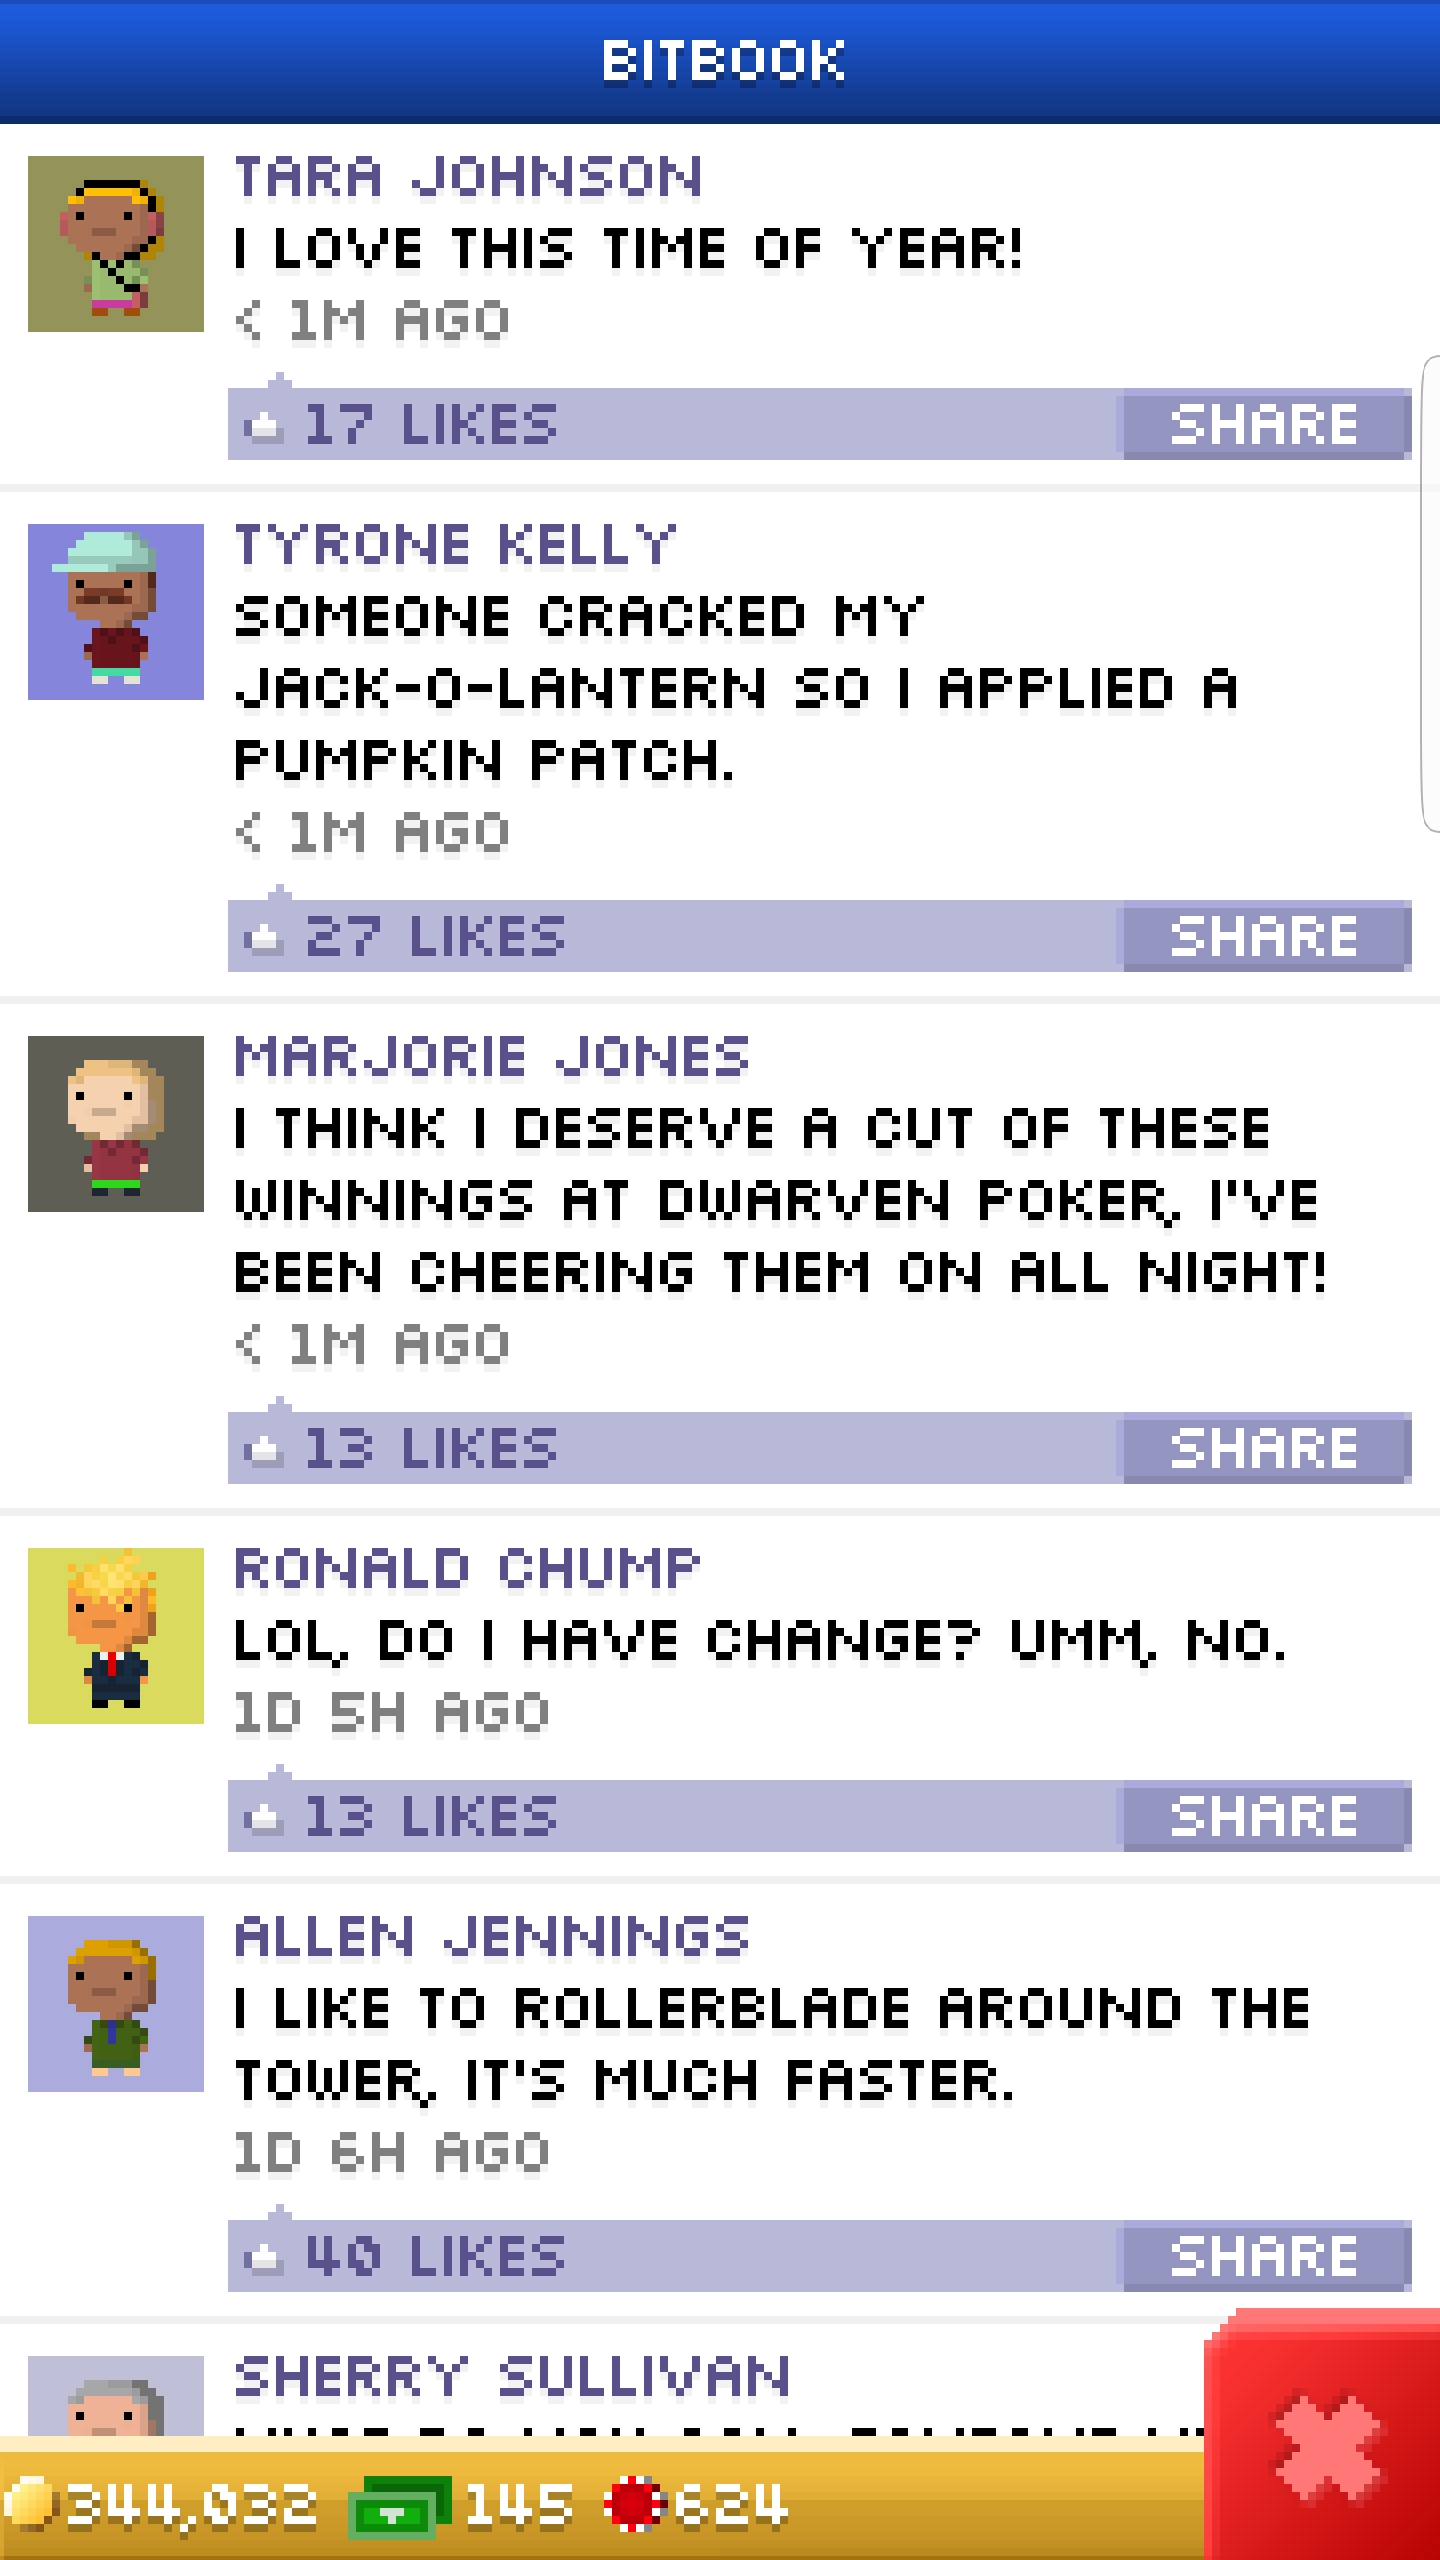 BITBOOK
TARA JOHNSON
I LOVE THIS TIME OF YEAR!
< 1M AGO
17 LIKES
SHARE
TYRONE KELLY
SOMEONE CRACKED MY
JACK-O-LANTERN SO I APPLIED A
PUMPKIN PATCH.
< 1M AGO
27 LIKES
SHARE
MARJORIE JONES
I THINK I DESERVE A CUT OF THESE
WINNINGS AT DWARVEN POKER, I'VE
BEEN CHEERING THEM ON ALL NIGHT!
< 1M AGO
13 LIKES
SHARE
RONALD CHUMP
LOL, DO I HAVE CHANGE? UMM, NO.
1D 5H AGO
13 LIKES
SHARE
ALLEN JENNINGS
I LIKE TO ROLLERBLADE AROUND THE
TOWER, IT'S MUCH FASTER.
1D 6H AGO
40 LIKES
SHARE
SHERRY SULLIVAN
344,032 145 624